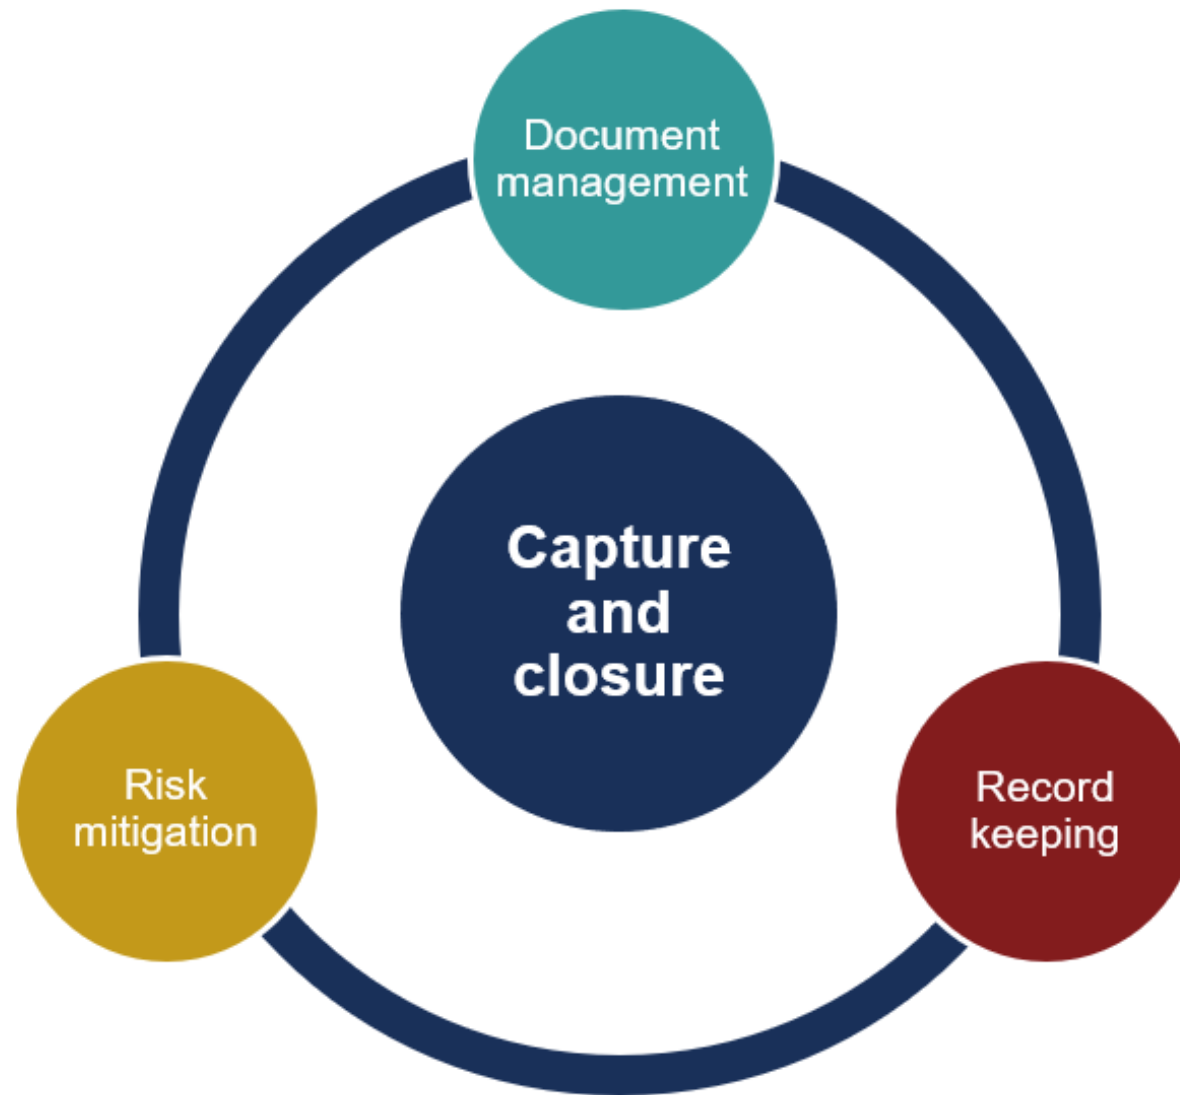 Document
management
Capture
and
closure
Risk
mitigation
Record
keeping